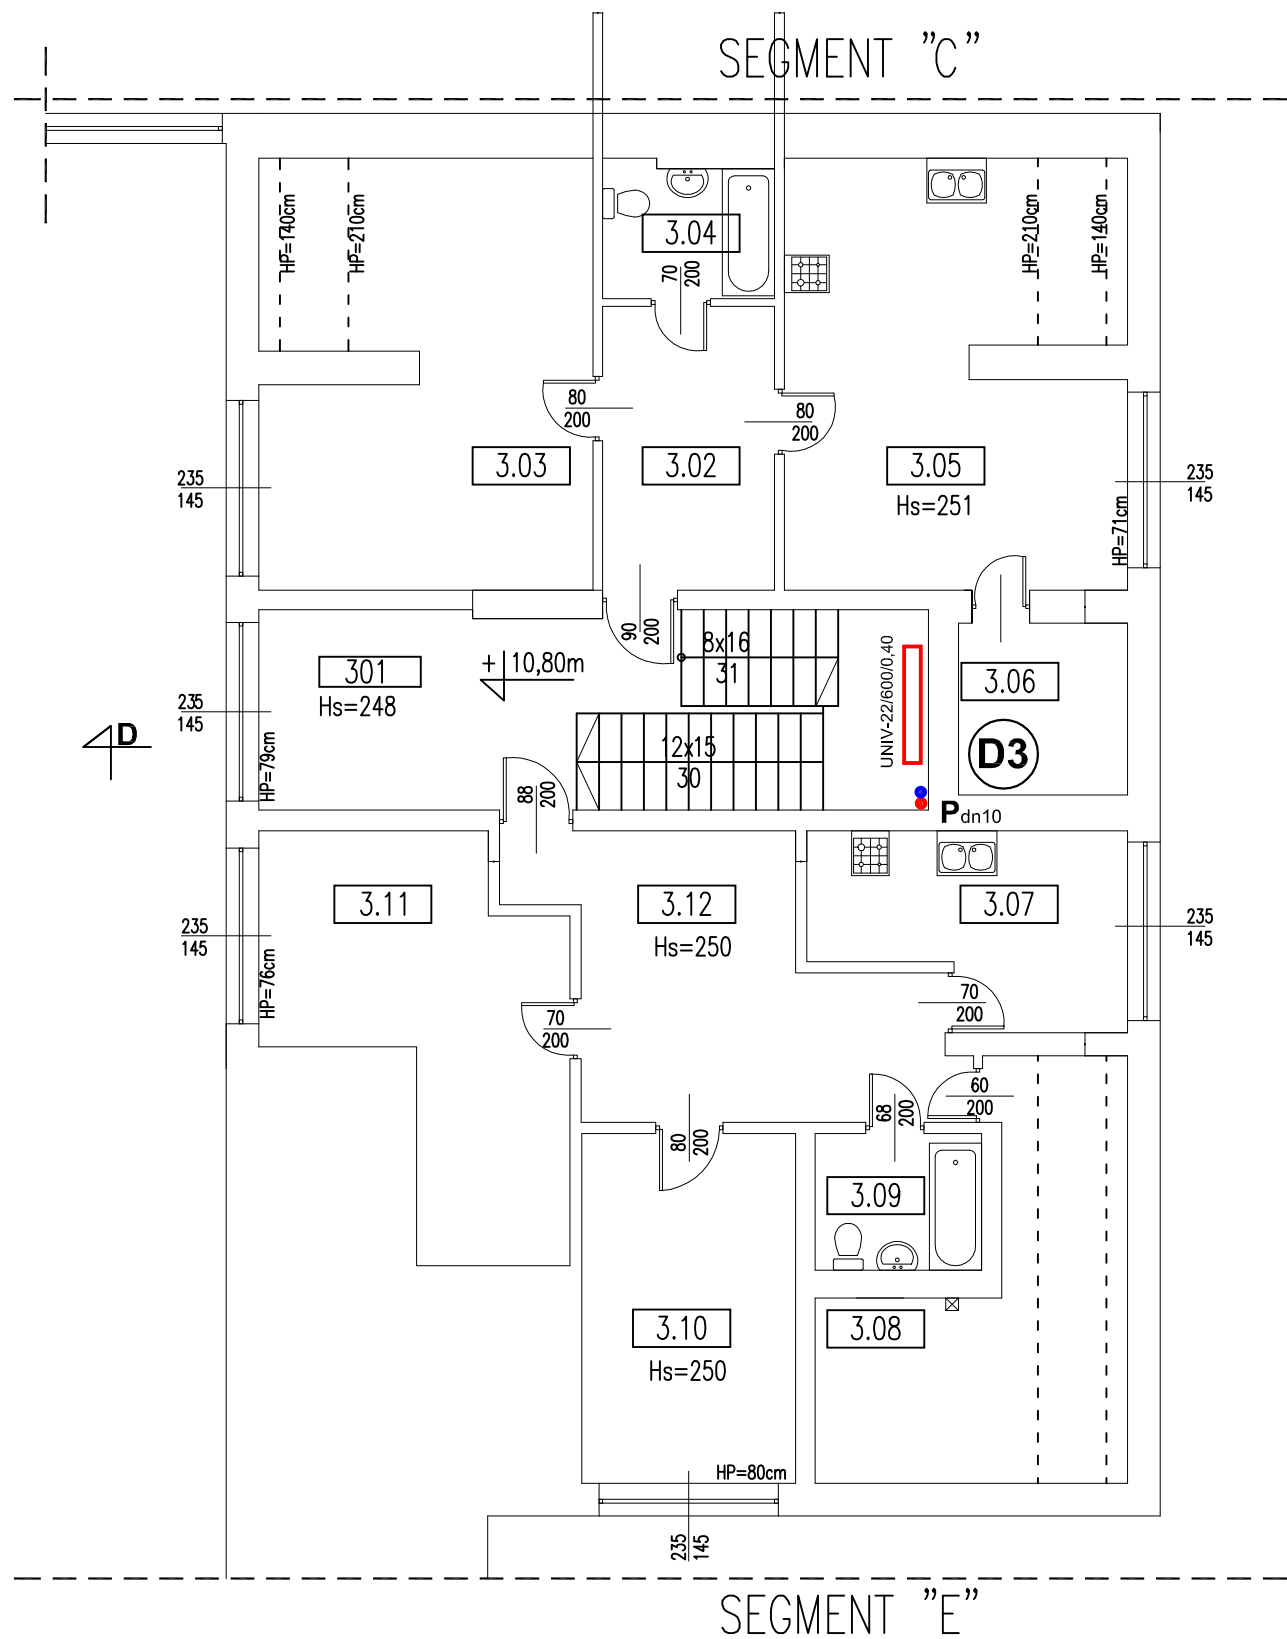 SEGMENT "C"
HP=140cm
HP=210cm
3.04
70
200
HP=210cm
HP=140cm
80
200
80
200
3.03
3.02
3.05
Hs=251
235
145
235
145
HP=71cm
90
200
8x16
31
301
Hs=248
+ 10,80m
UNIV-22/600/0,40
3.06
235
145
D
HP=79cm
12x15
30
D3
88
200
Pdn10
3.11
3.12
Hs=250
3.07
235
145
235
145
HP=76cm
70
200
70
200
60
200
68
200
80
200
3.09
3.10
Hs=250
3.08
HP=80cm
235
145
SEGMENT "E"